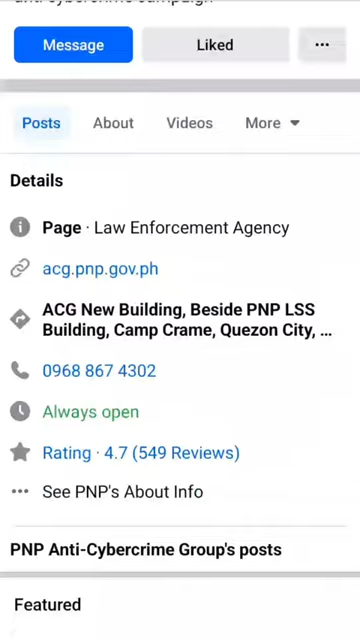 Message
Liked
Posts
About
Videos
More
Details
Page · Law Enforcement Agency
acg.pnp.gov.ph
ACG New Building, Beside PNP LSS
Building, Camp Crame, Quezon City, ...
0968 867 4302
Always open
Rating · 4.7 (549 Reviews)
See PNP's About Info
PNP Anti-Cybercrime Group's posts
Featured